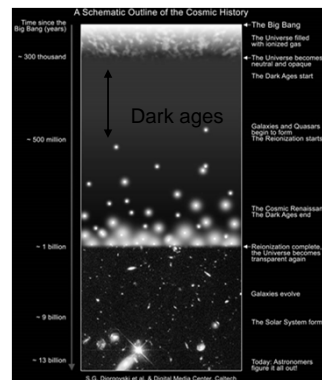 A Schematic Outline of the Cosmic History
Time since the
Big Bang (years)
The Big Bang
The Universe
filled with
ionized gas
~ 300 thousand
The Universe becomes
neutral and opaque
The Dark Ages start
Dark ages
Galaxies and Quasars
begin to form
The Reionization starts
~ 500 million
The Cosmic Renaissance
The Dark Ages end
~ 1 billion
Reionization complete,
the Universe becomes
transparent again
Galaxies evolve
~ 9 billion
The Solar System forms
~ 13 billion
Today: Astronomers
figure it all out!
S.G. Djorgovski et al. & Digital Media Center, Caltech